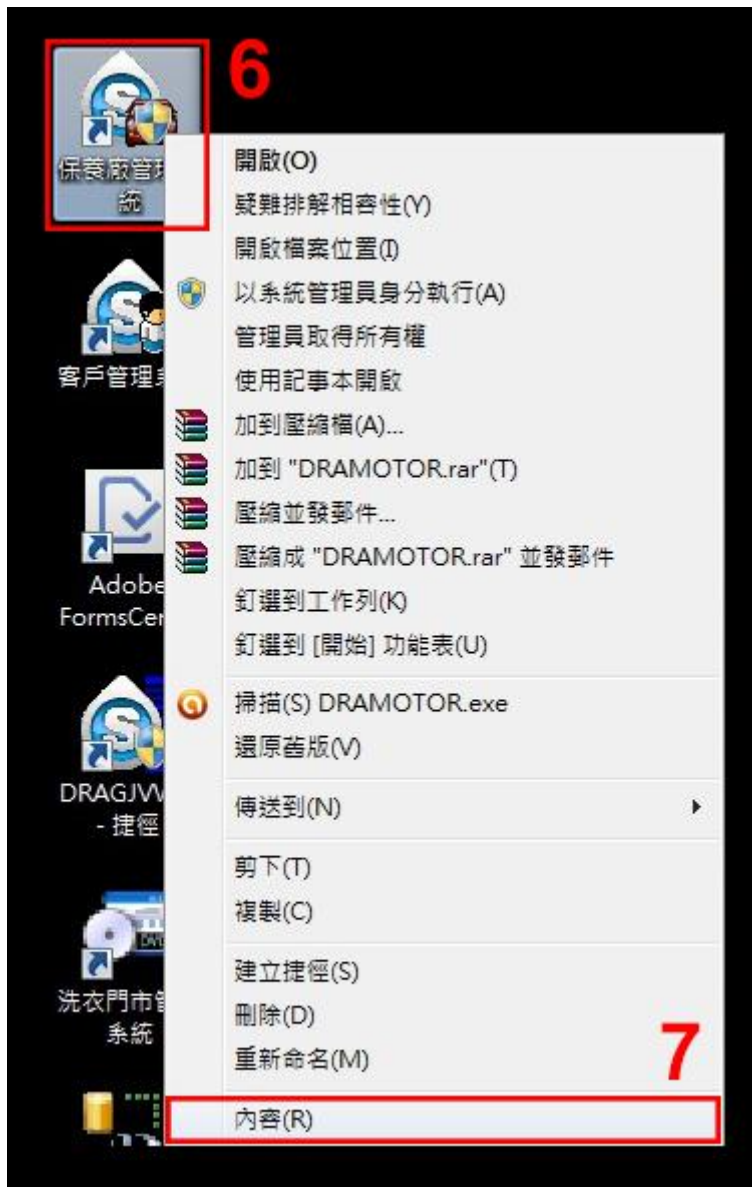 6
保養廠管理
統
開啟(O)
疑難排解相容性(Y)
開啟檔案位置(I)
以系統管理員身分執行(A)
管理員取得所有權
使用記事本開啟
加到壓縮檔(A)...
加到 "DRAMOTOR.rar"(T)
壓縮並發郵件...
壓縮成 "DRAMOTOR.rar" 並發郵件
釘選到工作列(K)
釘選到 [開始] 功能表(U)
掃描(S) DRAMOTOR.exe
還原舊版(V)
傳送到(N)
剪下(T)
複製(C)
建立捷徑(S)
刪除(D)
重新命名(M)
7
內容(R)
客戶管理
Adobe
FormsCer
DRAGJVV
- 捷徑
洗衣門市
系統